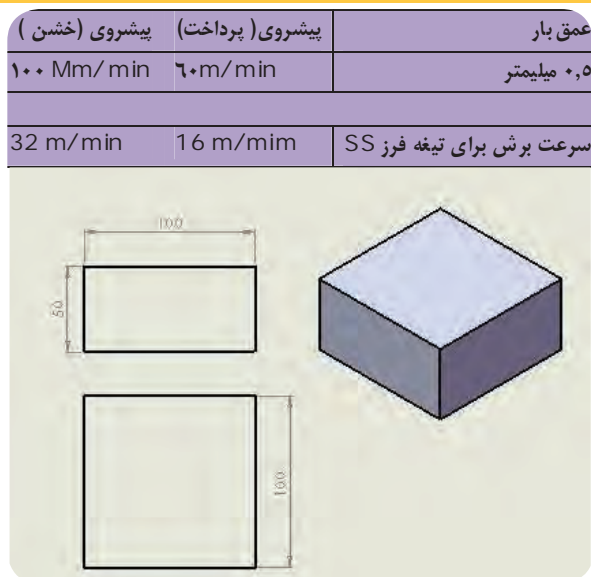 عمق بار پیشروی( پرداخت) پیشروی (خشن )
۰,۵ میلیمتر ۶۰m/min ۱۰۰ Mm/min
سرعت برش برای تیغه فرز SS 16 m/mim 32 m/min
100
50
100